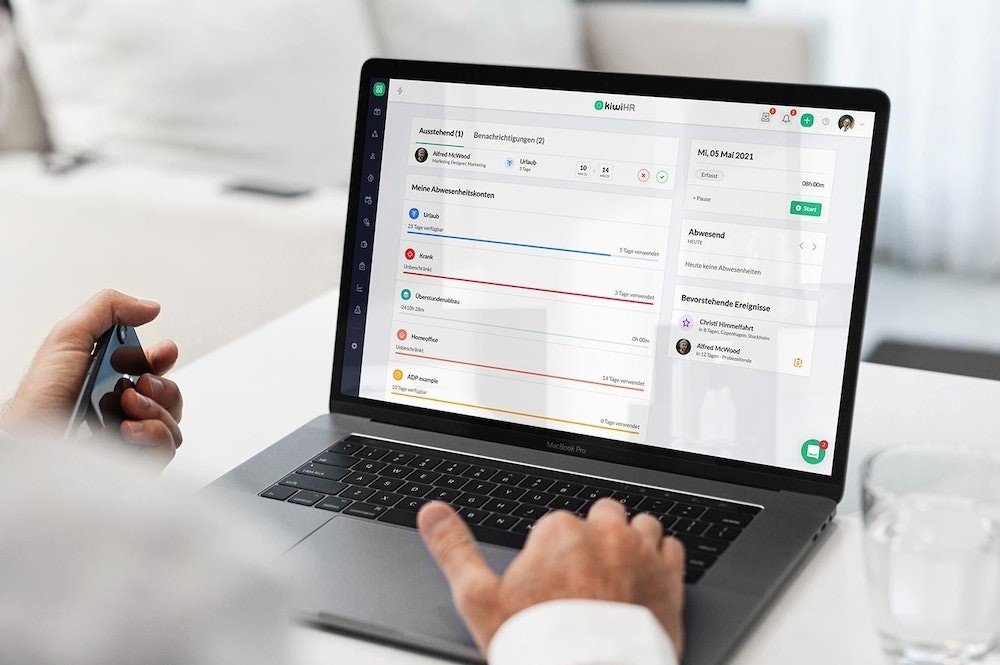 kiwiHR
Ausstehend (1) Benachrichtigungen (2)
Alfred McWood
Marketing Designer, Marketing
Urlaub
3 Tage
10
14
Meine Abwesenheitskonten
Urlaub
23 Tage verfügbar
5 Tage verwendet
Krank
Unbeschränkt
3 Tage verwendet
Überstundenabbau
-2410h 28m
0h 00m
Homeoffice
Unbeschränkt
14 Tage verwendet
ADP example
10 Tage verfügbar
0 Tage verwendet
Mi, 05 Mai 2021
Erfasst
08h 00m
+ Pause
Start
Abwesend
HEUTE
Heute keine Abwesenheiten
Bevorstehende Ereignisse
Christi Himmelfahrt
In 8 Tagen, Copenhagen, Stockholm
Alfred McWood
In 12 Tagen - Probezeitende
MacBook Pro